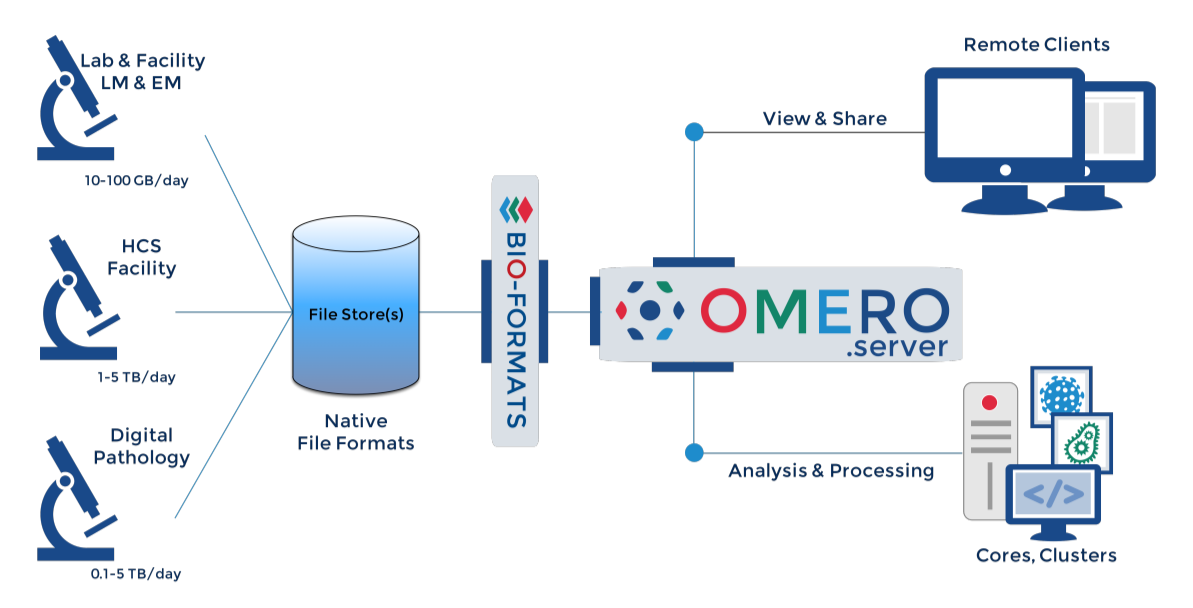 Lab & Facility
LM & EM
10-100 GB/day
HCS
Facility
1-5 TB/day
Digital
Pathology
0.1-5 TB/day
File Store(s)
Native
File Formats
BIO-FORMATS
OMERO
.server
View & Share
Remote Clients
Analysis & Processing
</>
Cores, Clusters